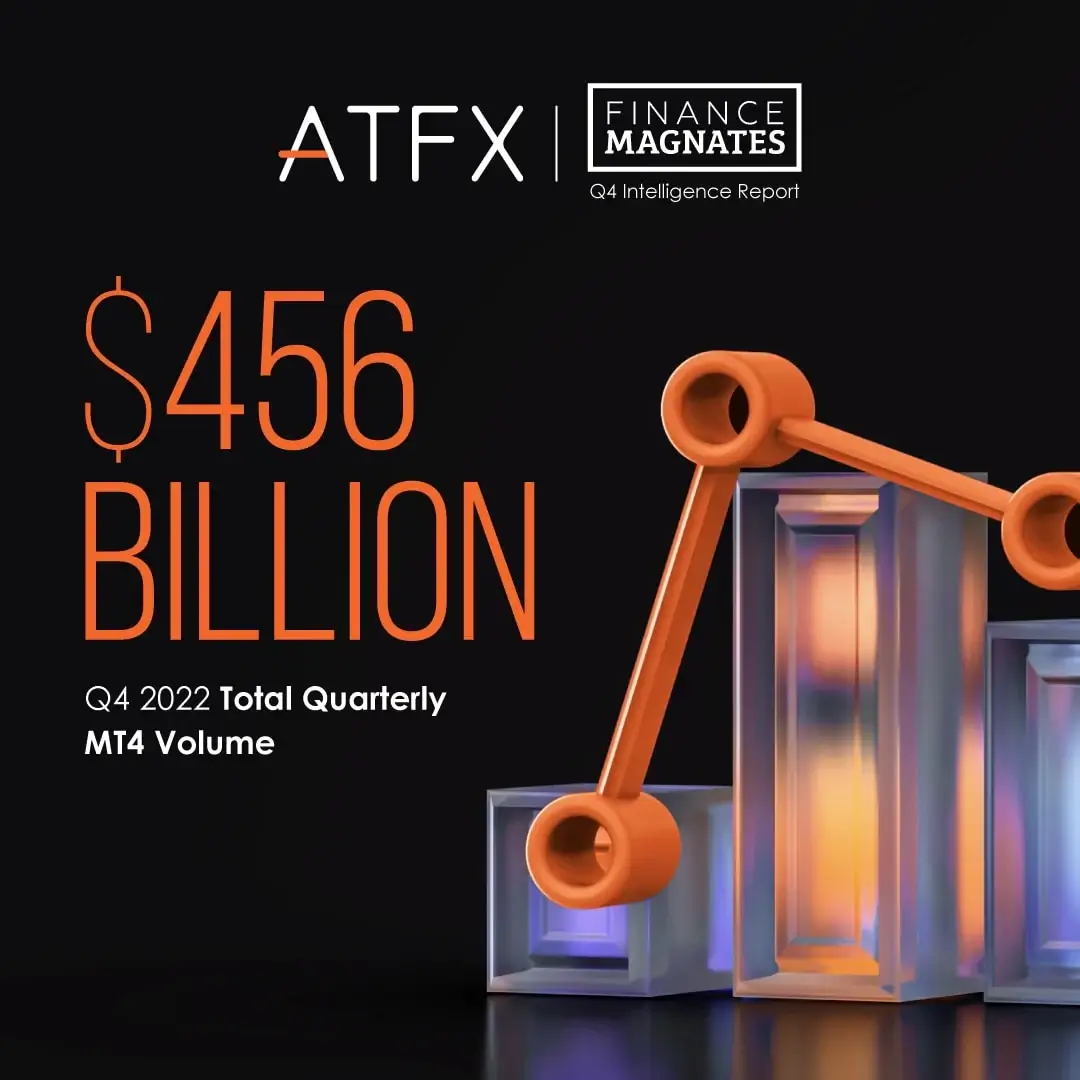 ATFX
FINANCE
MAGNATES
Q4 Intelligence Report
$456
BILLION
Q4 2022 Total Quarterly
MT4 Volume